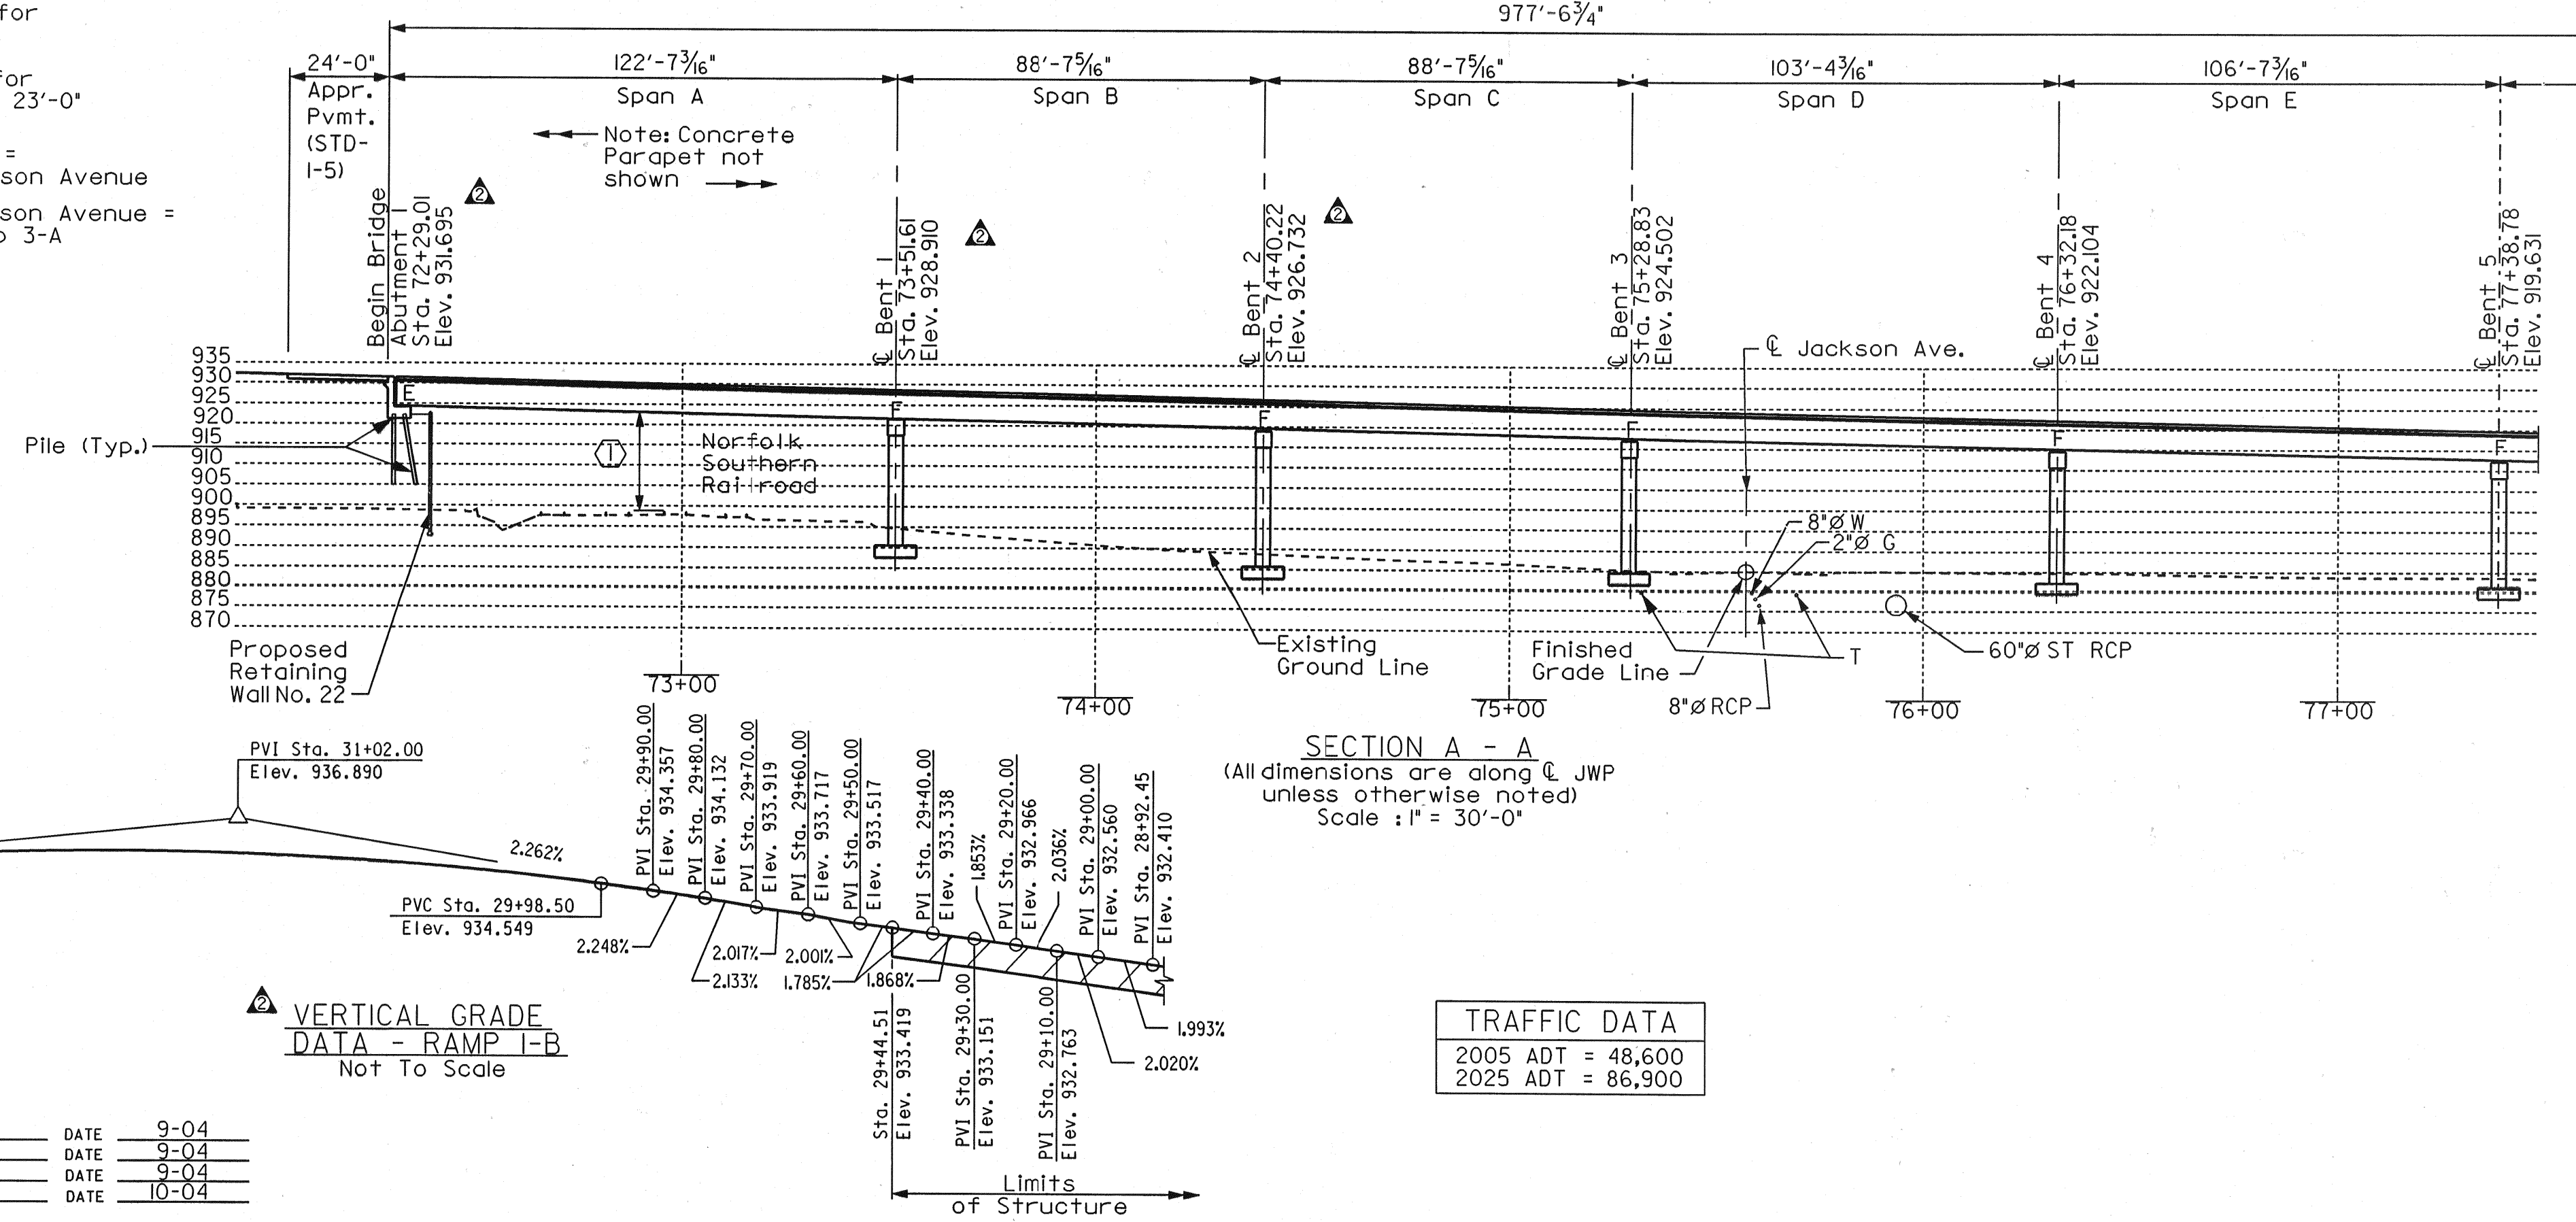 for
977'-6¾"
for
23'-0"
=
son Avenue
son Avenue =
3-A
24'-0"
Appr.
Pvmt.
(STD-
1-5)
122'-7 3/16"
Span A
88'-7 5/16"
Span B
88'-7 5/16"
Span C
103'-4 3/16"
Span D
106'-7 3/16"
Span E
Note: Concrete
Parapet not
shown
2
2
2
Begin Bridge
Abutment 1
Sta. 72+29.01
Elev. 931.695
℄ Bent 1
Sta. 73+51.61
Elev. 928.910
℄ Bent 2
Sta. 74+40.22
Elev. 926.732
℄ Bent 3
Sta. 75+28.83
Elev. 924.502
℄ Bent 4
Sta. 76+32.18
Elev. 922.104
℄ Bent 5
Sta. 77+38.78
Elev. 919.631
℄ Jackson Ave.
935
930
925
920
915
910
905
900
895
890
885
880
875
870
E
F
F
F
F
F
Pile (Typ.)
1
Norfolk
Southern
Railroad
8"Ø W
2"Ø G
Proposed
Retaining
Wall No. 22
Existing
Ground Line
Finished
Grade Line
T
8"Ø RCP
60"Ø ST RCP
73+00
74+00
75+00
76+00
77+00
SECTION A - A
(All dimensions are along ℄ JWP
unless otherwise noted)
Scale : 1" = 30'-0"
PVI Sta. 31+02.00
Elev. 936.890
2.262%
PVC Sta. 29+98.50
Elev. 934.549
PVI Sta. 29+90.00
Elev. 934.357
PVI Sta. 29+80.00
Elev. 934.132
PVI Sta. 29+70.00
Elev. 933.919
PVI Sta. 29+60.00
Elev. 933.717
PVI Sta. 29+50.00
Elev. 933.517
PVI Sta. 29+40.00
Elev. 933.338
1.853%
PVI Sta. 29+20.00
Elev. 932.966
2.036%
PVI Sta. 29+00.00
Elev. 932.560
PVI Sta. 28+92.45
Elev. 932.410
2.248%
2.133%
2.017%
2.001%
1.785%
1.868%
1.993%
2.020%
Sta. 29+44.51
Elev. 933.419
PVI Sta. 29+30.00
Elev. 933.151
PVI Sta. 29+10.00
Elev. 932.763
Limits
of Structure
2
VERTICAL GRADE
DATA - RAMP 1-B
Not To Scale
TRAFFIC DATA
2005 ADT = 48,600
2025 ADT = 86,900
DATE 9-04
DATE 9-04
DATE 9-04
DATE 10-04